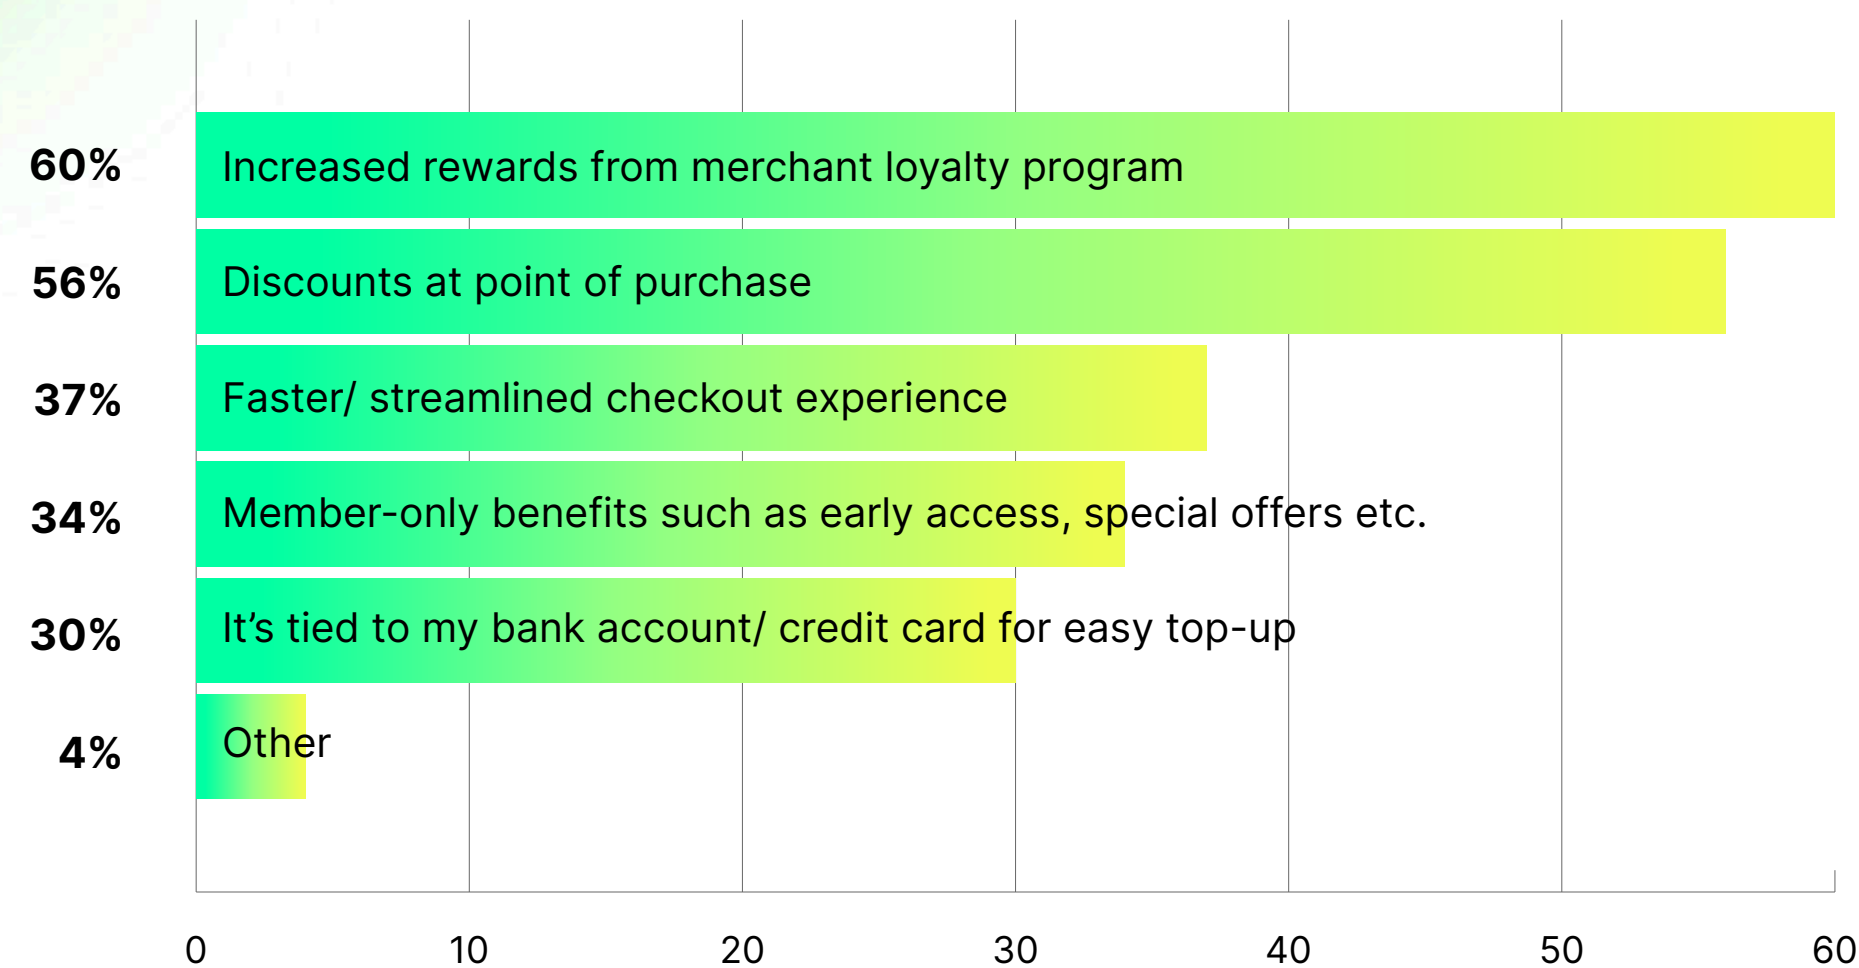 60% Increased rewards from merchant loyalty program
56% Discounts at point of purchase
37% Faster/ streamlined checkout experience
34% Member-only benefits such as early access, special offers etc.
30% It’s tied to my bank account/ credit card for easy top-up
4% Other
0 10 20 30 40 50 60